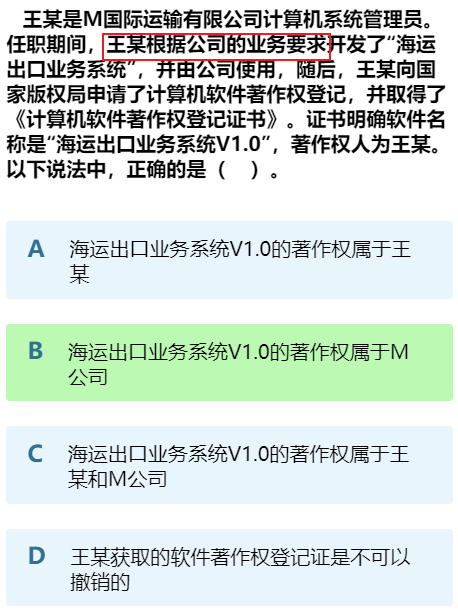 王某是M国际运输有限公司计算机系统管理员。
任职期间，王某根据公司的业务要求开发了“海运
出口业务系统”，并由公司使用，随后，王某向国
家版权局申请了计算机软件著作权登记，并取得了
《计算机软件著作权登记证书》。证书明确软件名
称是“海运出口业务系统V1.0”，著作权人为王某。
以下说法中，正确的是（ ）。
A 海运出口业务系统V1.0的著作权属于王
某
B 海运出口业务系统V1.0的著作权属于M
公司
C 海运出口业务系统V1.0的著作权属于王
某和M公司
D 王某获取的软件著作权登记证是不可以
撤销的